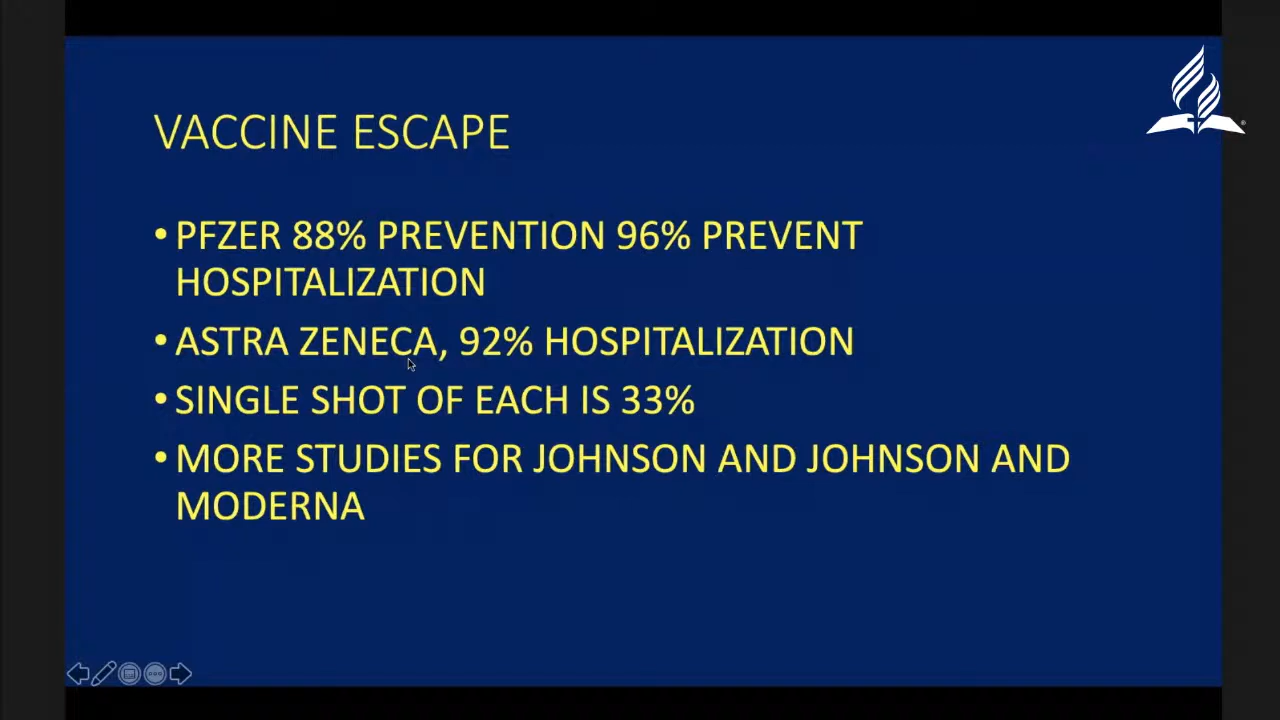 VACCINE ESCAPE
• PFZER 88% PREVENTION 96% PREVENT
HOSPITALIZATION
• ASTRA ZENECA, 92% HOSPITALIZATION
• SINGLE SHOT OF EACH IS 33%
• MORE STUDIES FOR JOHNSON AND JOHNSON AND
MODERNA